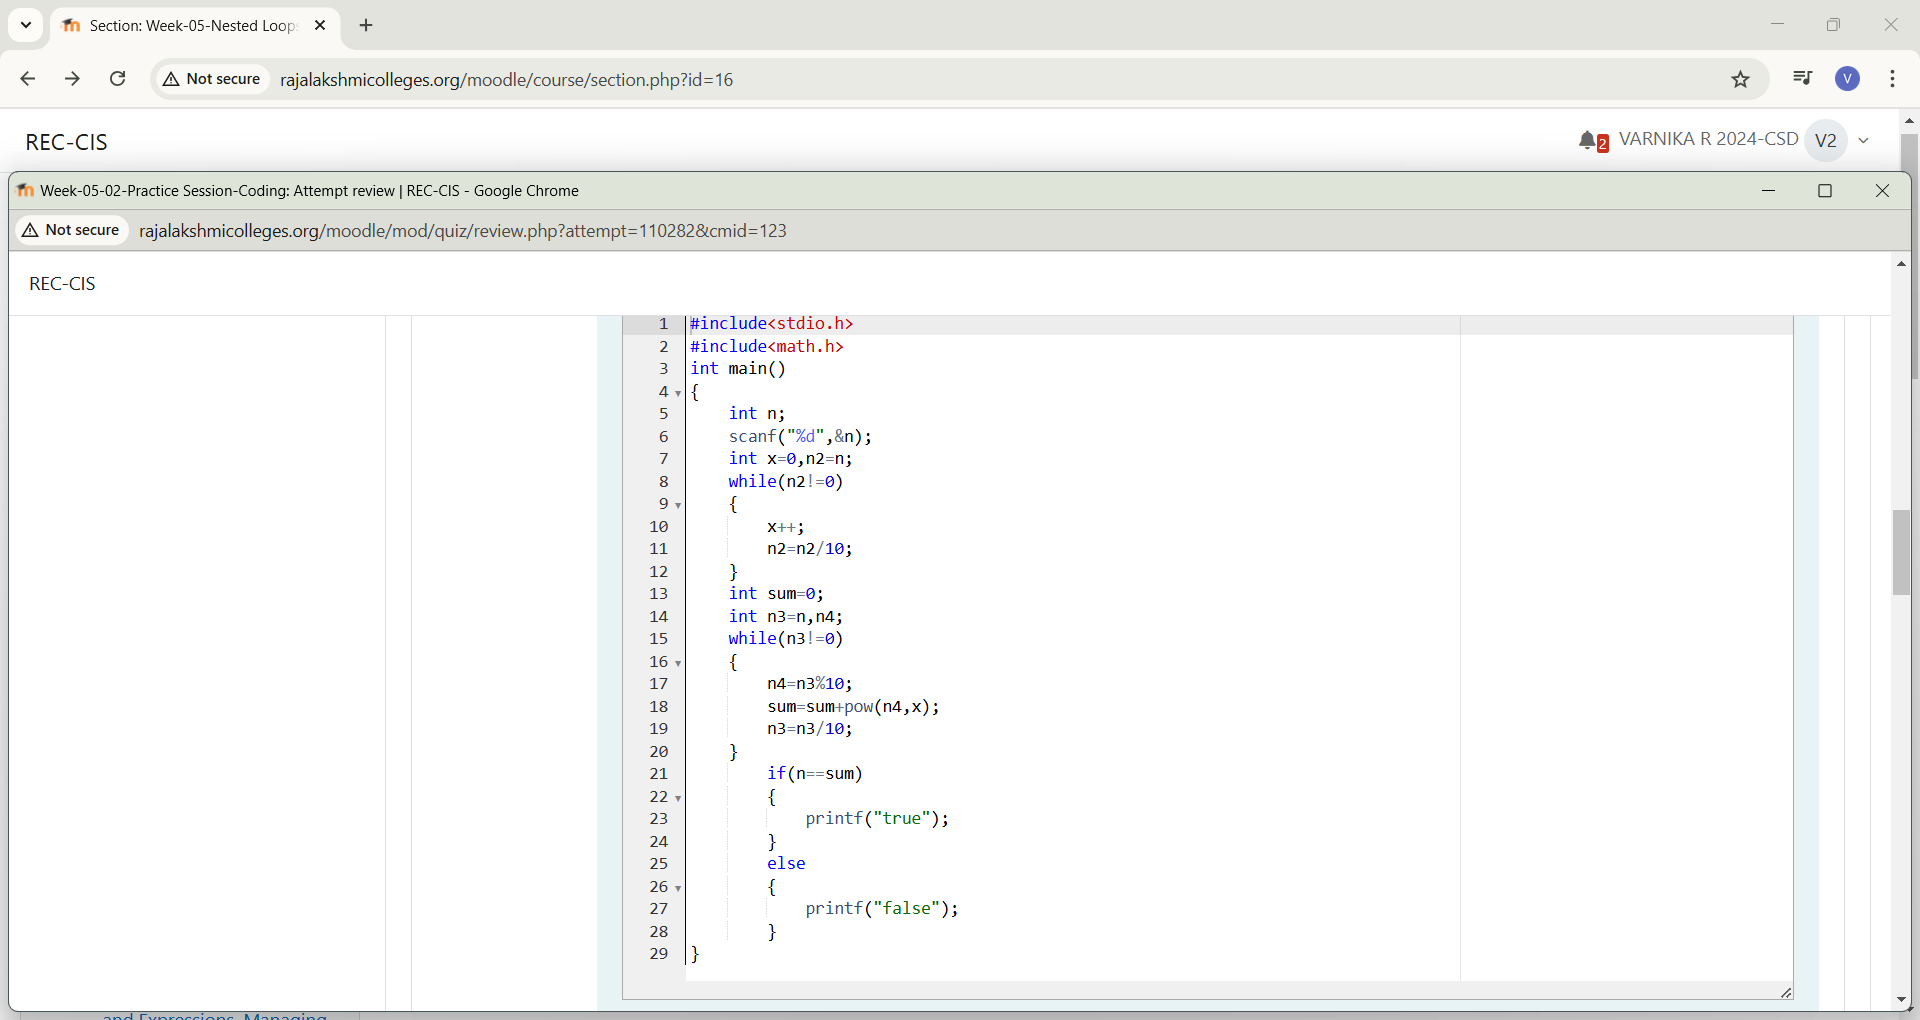 Section: Week-05-Nested Loop
Not secure
rajalakshmicolleges.org/moodle/course/section.php?id=16
V
REC-CIS
2
VARNIKA R 2024-CSD
V2
Week-05-02-Practice Session-Coding: Attempt review | REC-CIS - Google Chrome
Not secure
rajalakshmicolleges.org/moodle/mod/quiz/review.php?attempt=110282&cmid=123
REC-CIS
1 #include<stdio.h>
2 #include<math.h>
3 int main()
4 {
5 int n;
6 scanf("%d",&n);
7 int x=0,n2=n;
8 while(n2!=0)
9 {
10 x++;
11 n2=n2/10;
12 }
13 int sum=0;
14 int n3=n,n4;
15 while(n3!=0)
16 {
17 n4=n3%10;
18 sum=sum+pow(n4,x);
19 n3=n3/10;
20 }
21 if(n==sum)
22 {
23 printf("true");
24 }
25 else
26 {
27 printf("false");
28 }
29 }
and Expressions, Managing